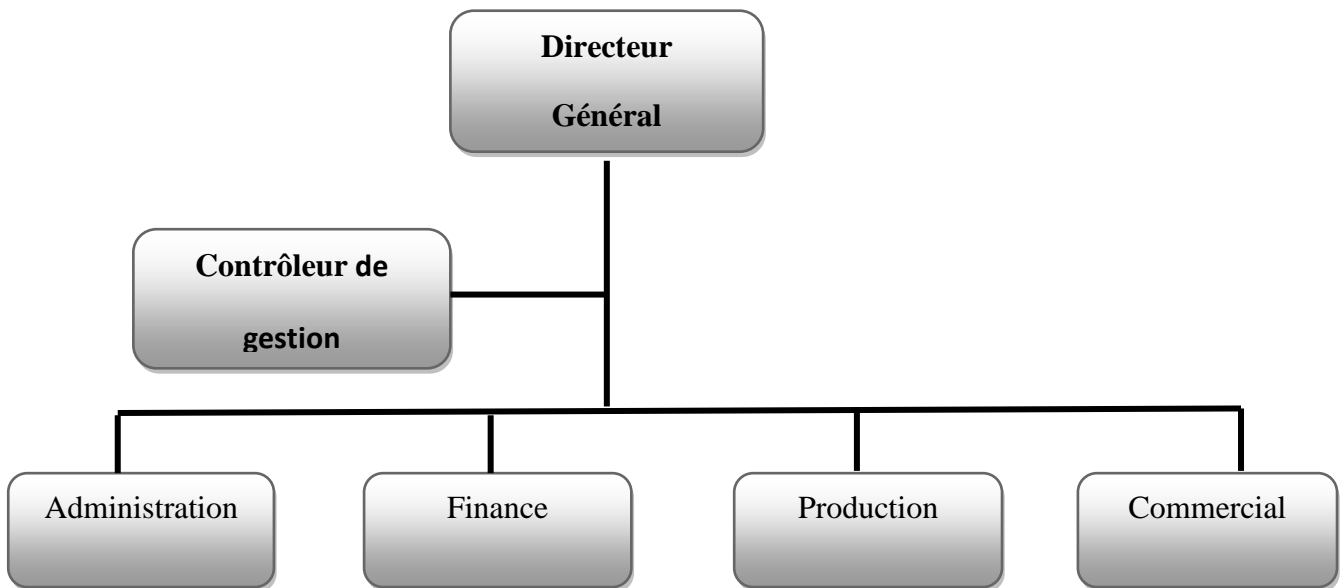 Directeur
Général
Contrôleur de
gestion
Administration
Finance
Production
Commercial